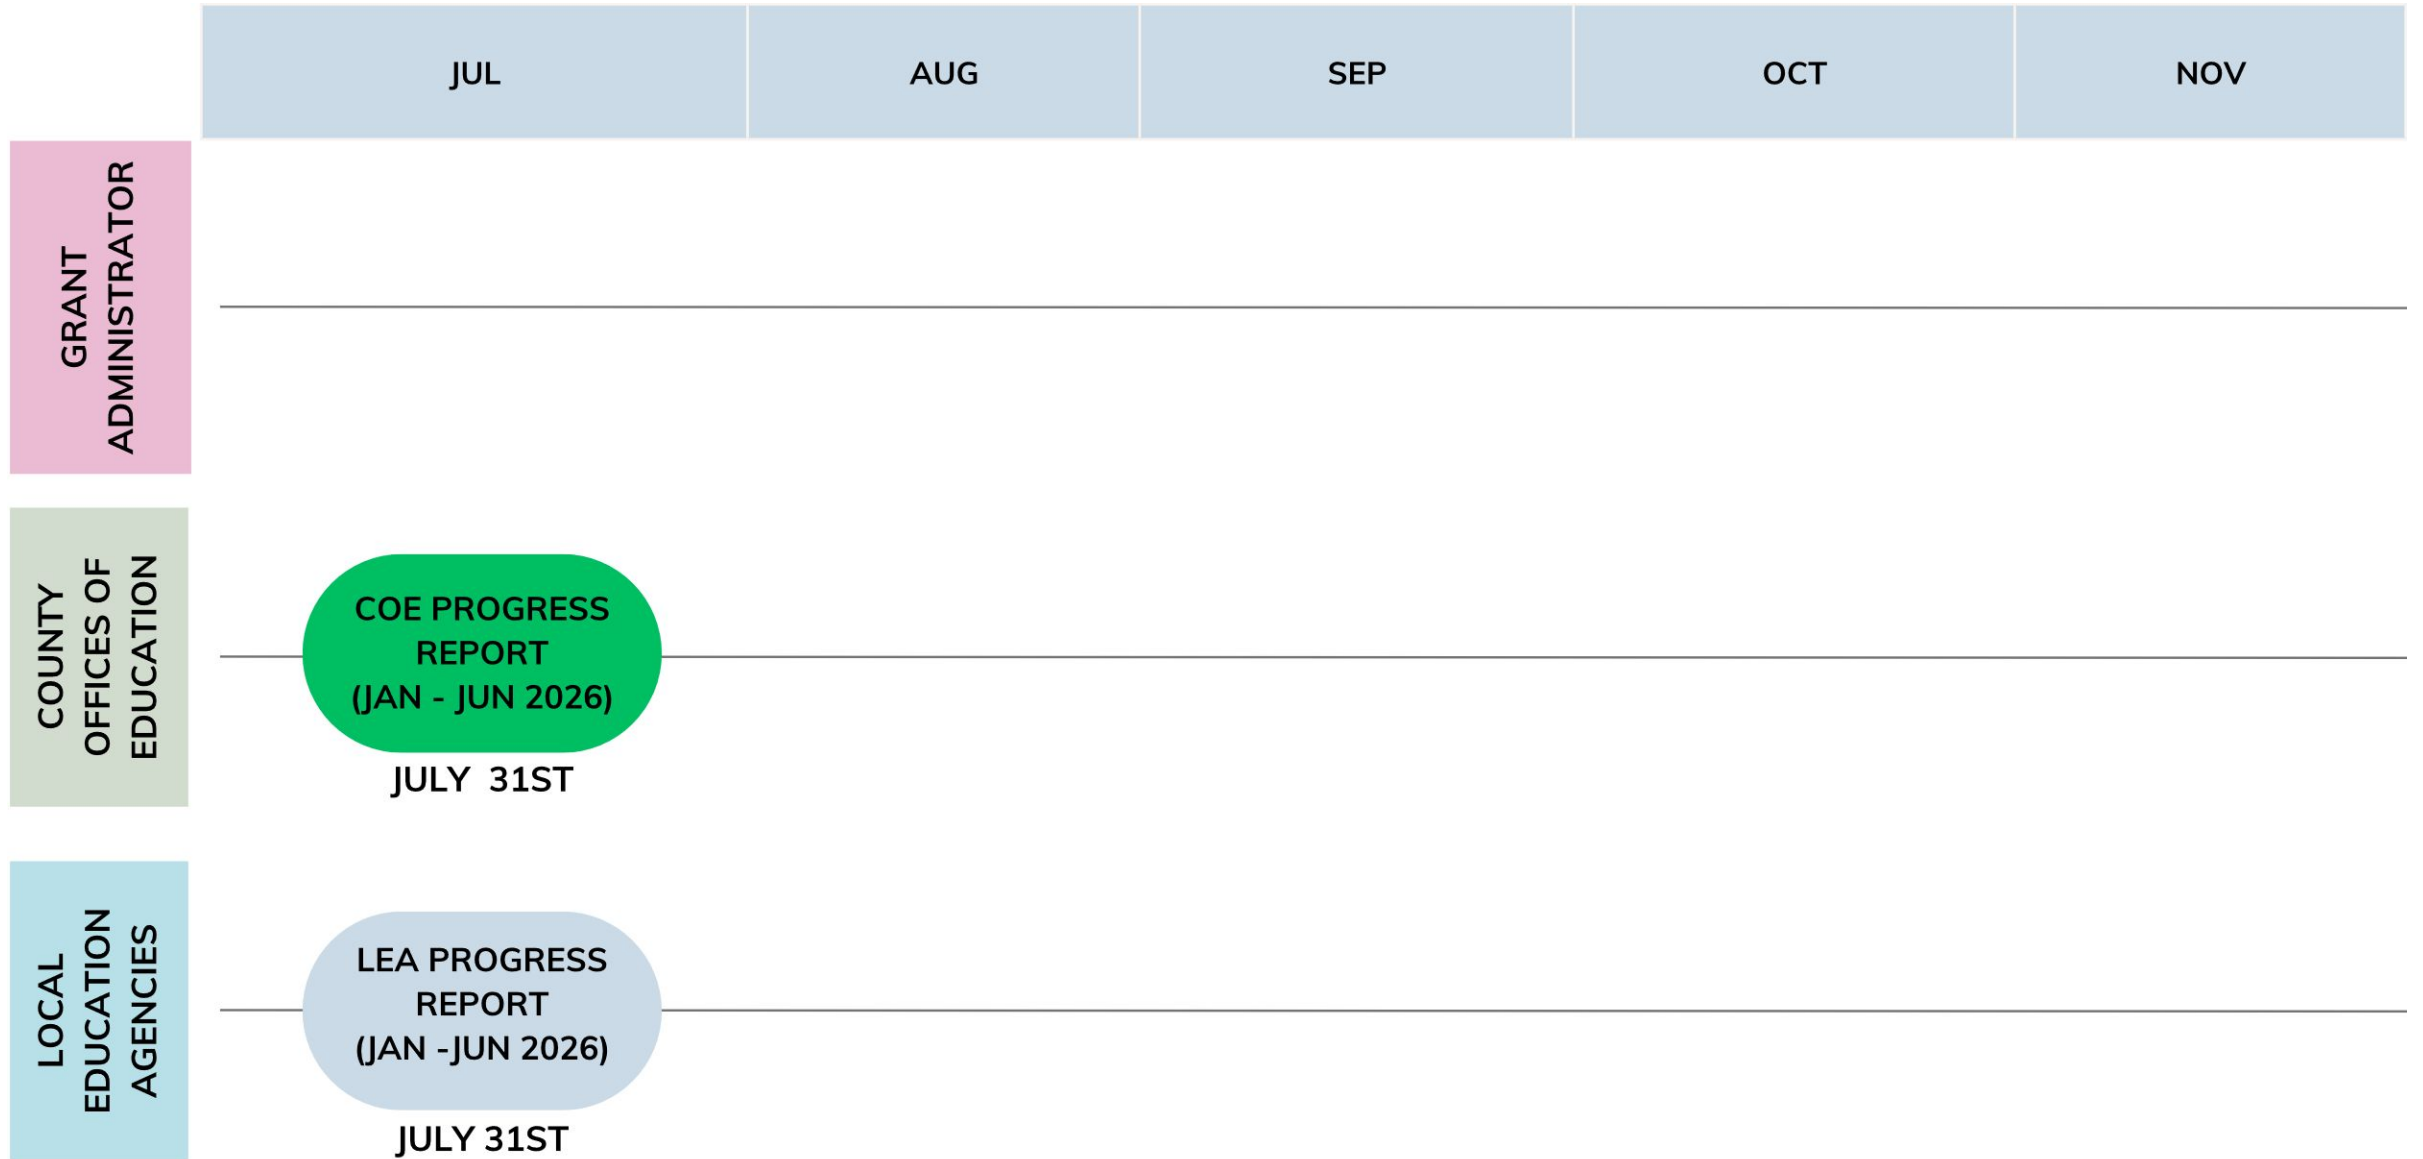 JUL AUG SEP OCT NOV
GRANT
ADMINISTRATOR
COUNTY
OFFICES OF
EDUCATION
COE PROGRESS
REPORT
(JAN - JUN 2026)
JULY  31ST
LOCAL
EDUCATION
AGENCIES
LEA PROGRESS
REPORT
(JAN -JUN 2026)
JULY 31ST